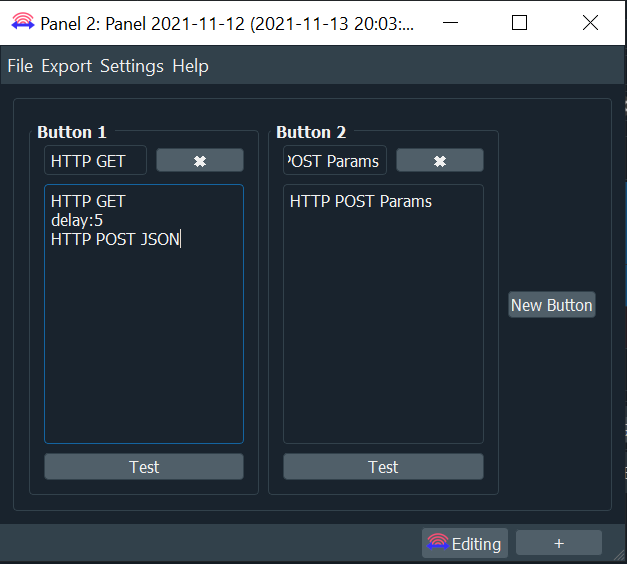 Panel 2: Panel 2021-11-12 (2021-11-13 20:03:...
File Export Settings Help
Button 1
HTTP GET
HTTP GET
delay:5
HTTP POST JSON
Test
Button 2
POST Params
HTTP POST Params
Test
New Button
Editing
+